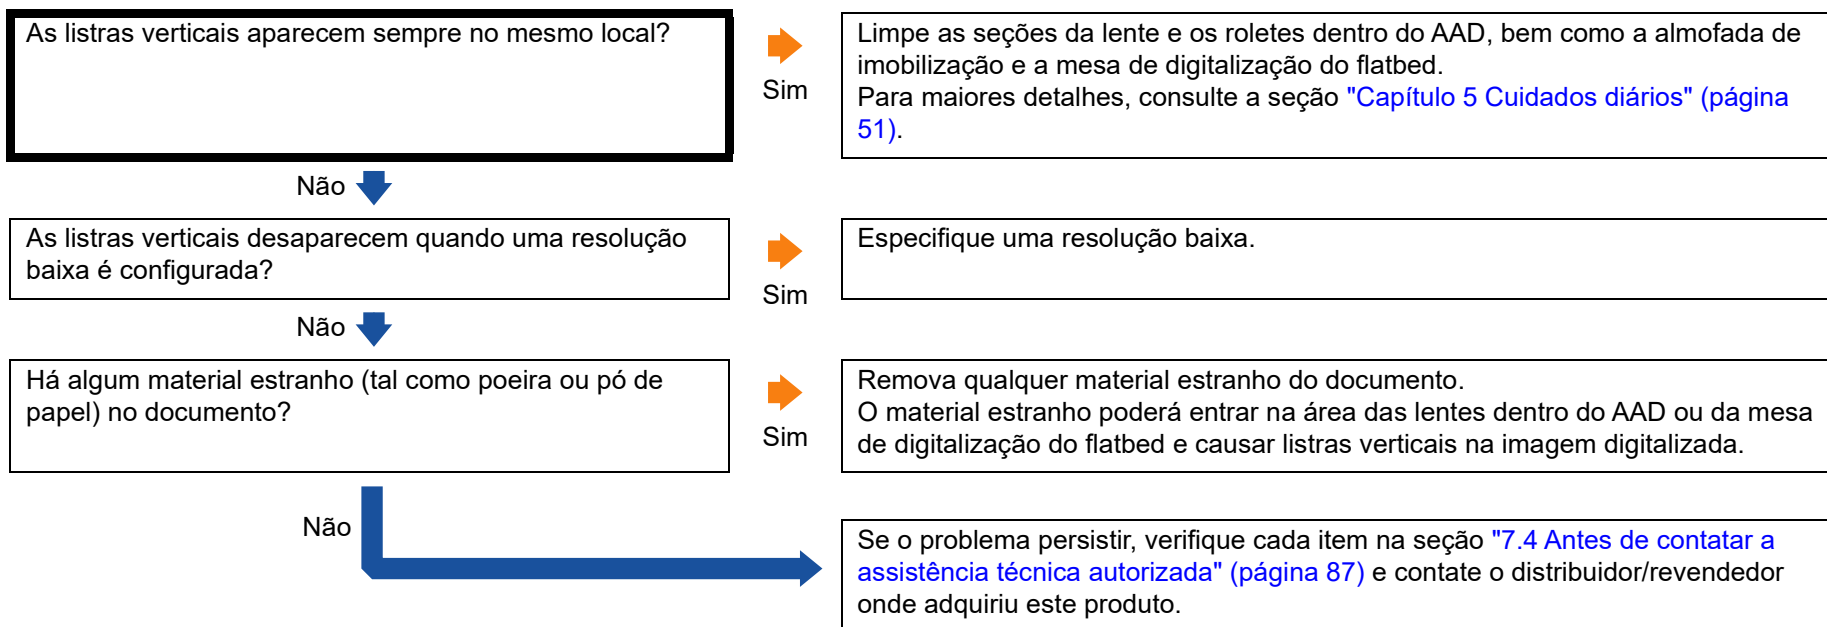 As listras verticais aparecem sempre no mesmo local?
Sim
Limpe as seções da lente e os roletes dentro do AAD, bem como a almofada de
imobilização e a mesa de digitalização do flatbed.
Para maiores detalhes, consulte a seção "Capítulo 5 Cuidados diários" (página
51).
Não
As listras verticais desaparecem quando uma resolução
baixa é configurada?
Sim
Especifique uma resolução baixa.
Não
Há algum material estranho (tal como poeira ou pó de
papel) no documento?
Sim
Remova qualquer material estranho do documento.
O material estranho poderá entrar na área das lentes dentro do AAD ou da mesa
de digitalização do flatbed e causar listras verticais na imagem digitalizada.
Não
Se o problema persistir, verifique cada item na seção "7.4 Antes de contatar a
assistência técnica autorizada" (página 87) e contate o distribuidor/revendedor
onde adquiriu este produto.